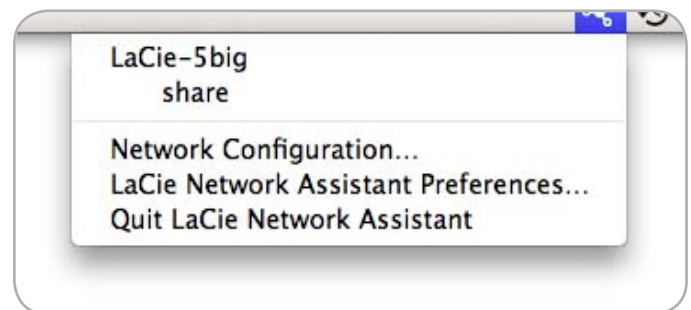 LaCie-5big
share
Network Configuration...
LaCie Network Assistant Preferences...
Quit LaCie Network Assistant